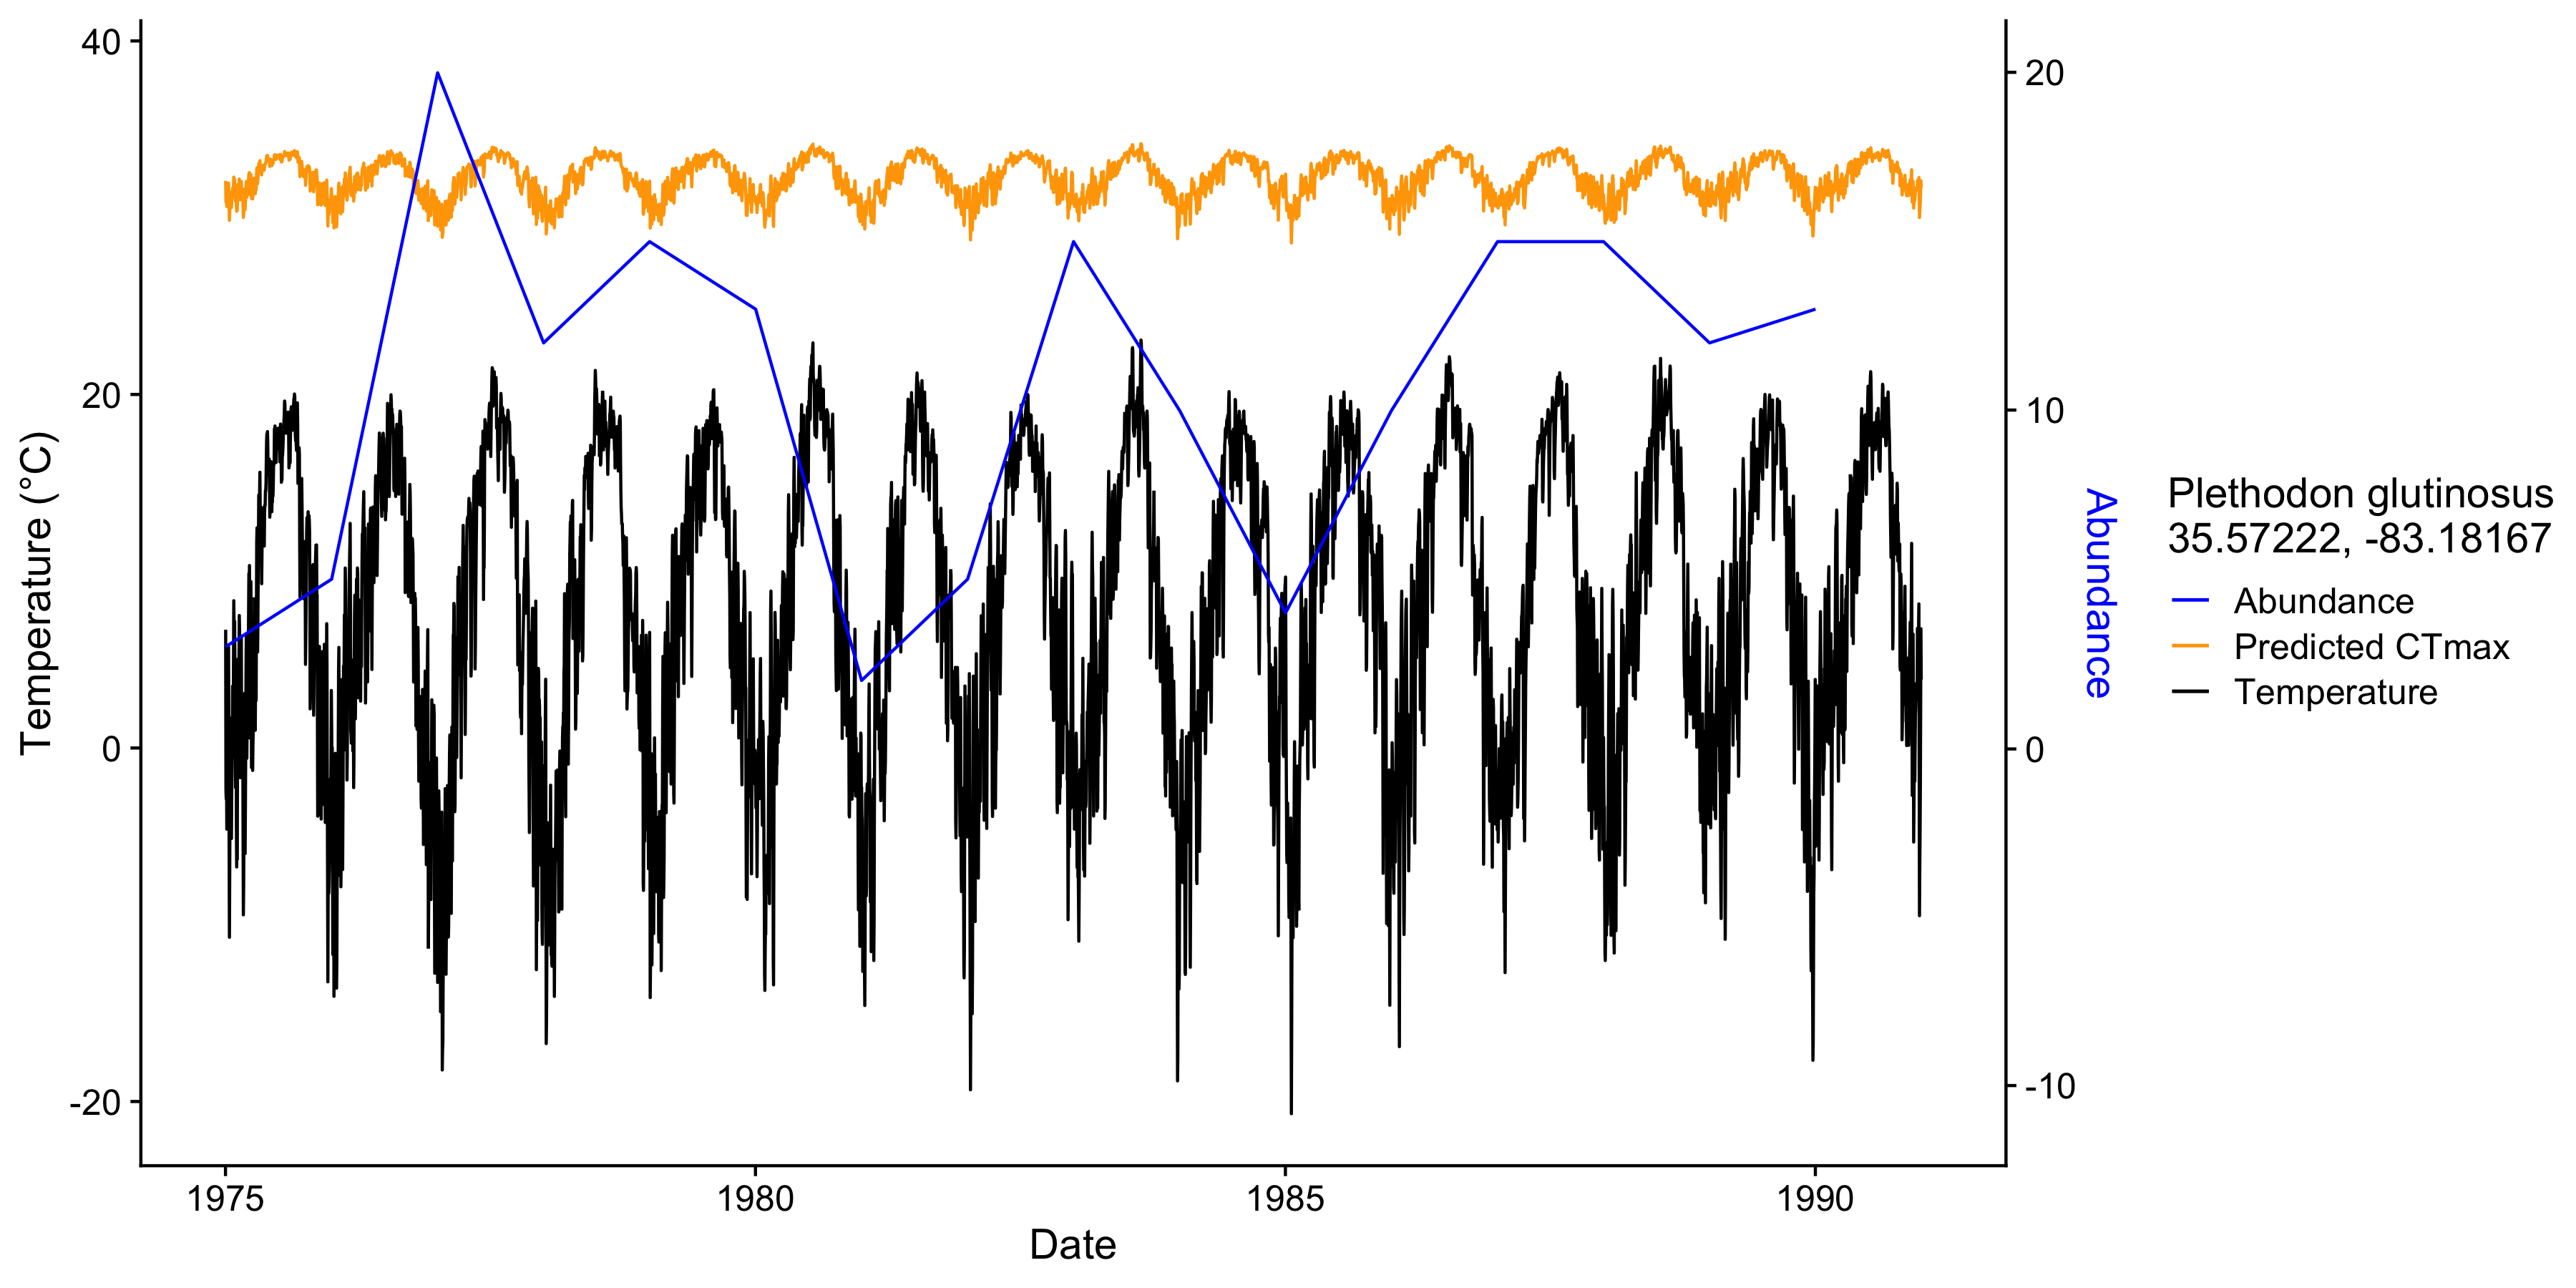 40
20
0
-20
Temperature (°C)
1975
1980
1985
1990
Date
20
10
0
-10
Abundance
Plethodon glutinosus
35.57222, -83.18167
Abundance
Predicted CTmax
Temperature